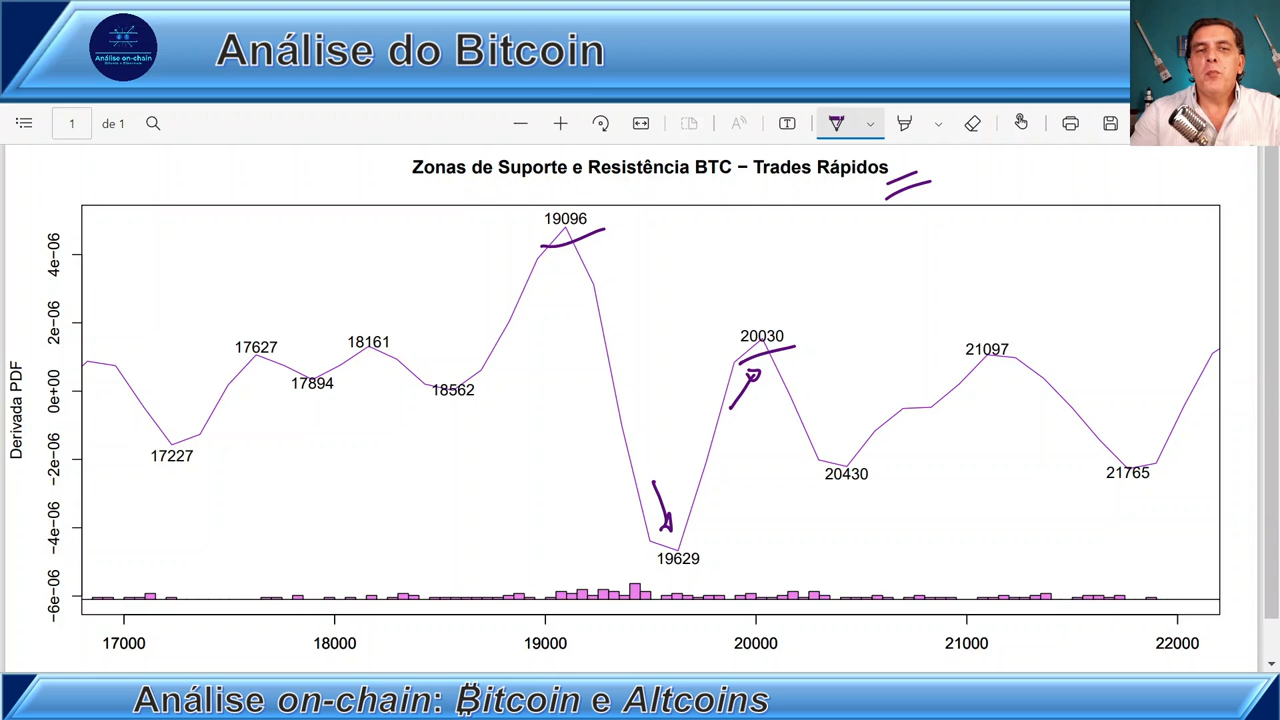 Análise do Bitcoin
Análise on-chain
1 de 1
Zonas de Suporte e Resistência BTC − Trades Rápidos
Derivada PDF
4e-06
2e-06
0e+00
-2e-06
-4e-06
-6e-06
19096
17627
18161
20030
21097
17894
18562
17227
20430
21765
19629
17000 18000 19000 20000 21000 22000
Análise on-chain: ₿itcoin e Altcoins